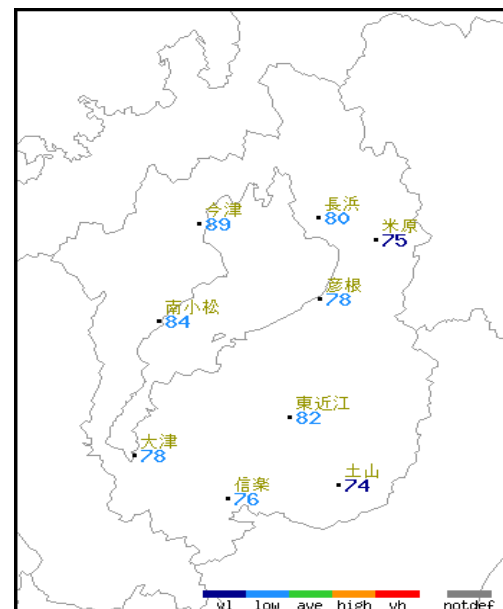 今津
89
長浜
80
米原
75
彦根
78
南小松
84
東近江
82
大津
78
信楽
76
土山
74
vl low ave high vh notdef